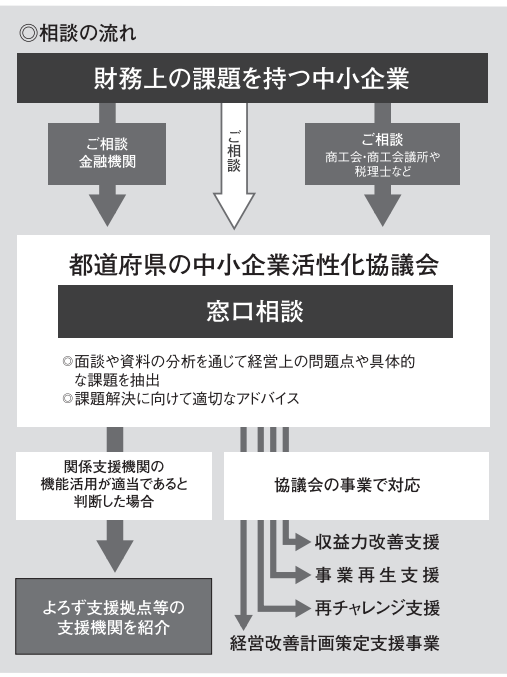 ◎相談の流れ
財務上の課題を持つ中小企業
ご相談
金融機関
ご相談
ご相談
商工会・商工会議所や
税理士など
都道府県の中小企業活性化協議会
窓口相談
◎面談や資料の分析を通じて経営上の問題点や具体的
な課題を抽出
◎課題解決に向けて適切なアドバイス
関係支援機関の
機能活用が適当であると
判断した場合
協議会の事業で対応
収益力改善支援
事業再生支援
再チャレンジ支援
経営改善計画策定支援事業
よろず支援拠点等の
支援機関を紹介